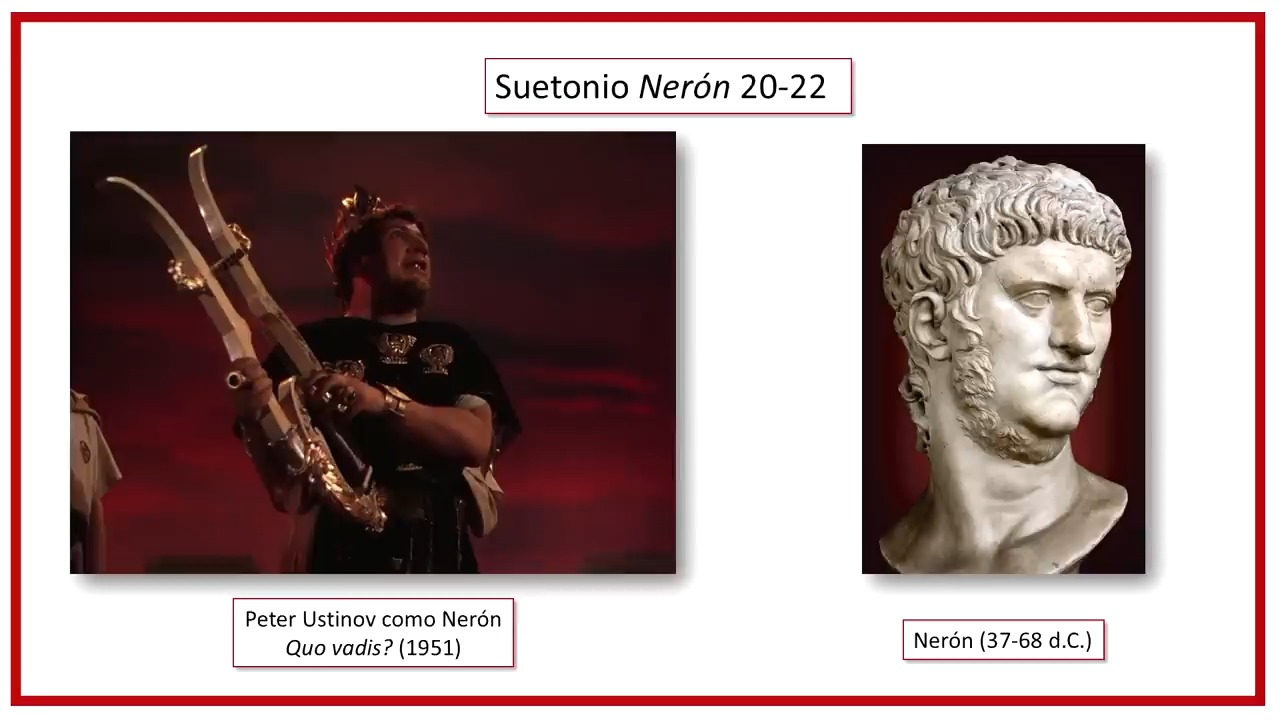 Suetonio Nerón 20-22
Peter Ustinov como Nerón
Quo vadis? (1951)
Nerón (37-68 d.C.)